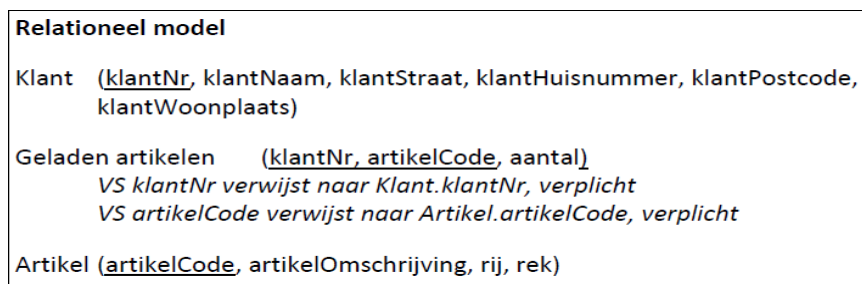 Relationeel model
Klant (klantNr, klantNaam, klantStraat, klantHuisnummer, klantPostcode,
klantWoonplaats)
Geladen artikelen (klantNr, artikelCode, aantal)
VS klantNr verwijst naar Klant.klantNr, verplicht
VS artikelCode verwijst naar Artikel.artikelCode, verplicht
Artikel (artikelCode, artikelOmschrijving, rij, rek)